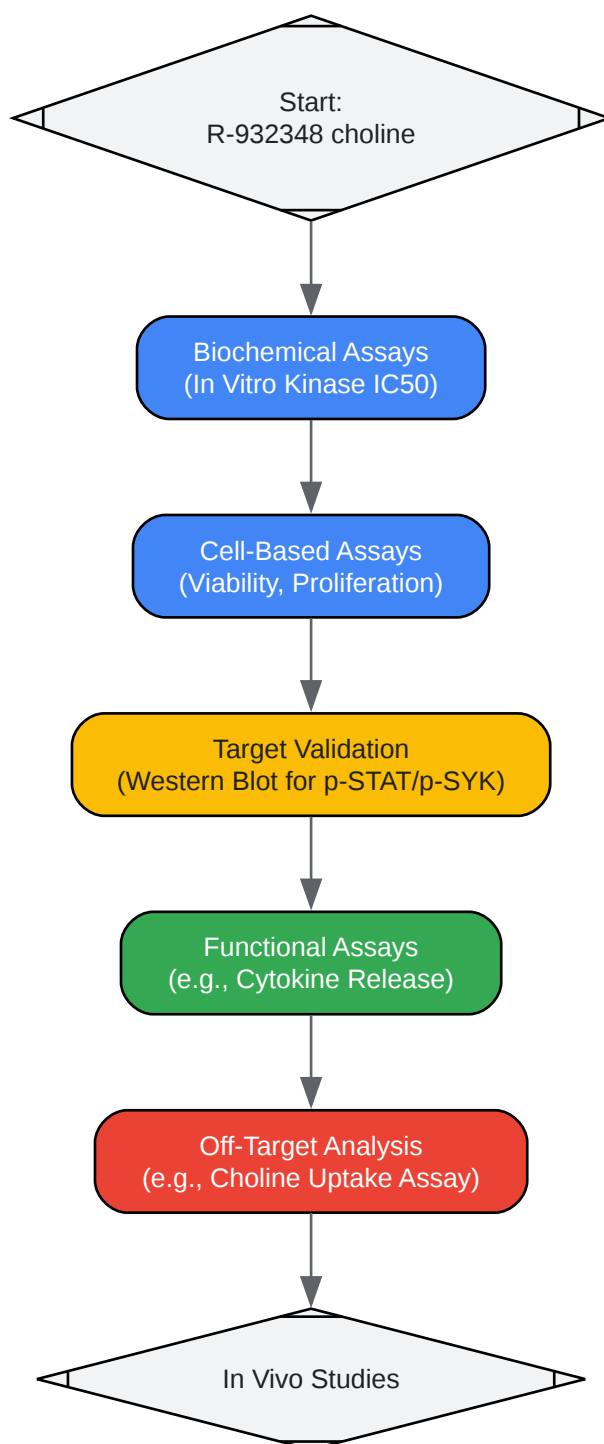 Start:
R-932348 choline
Biochemical Assays
(In Vitro Kinase IC50)
Cell-Based Assays
(Viability, Proliferation)
Target Validation
(Western Blot for p-STAT/p-SYK)
Functional Assays
(e.g., Cytokine Release)
Off-Target Analysis
(e.g., Choline Uptake Assay)
In Vivo Studies